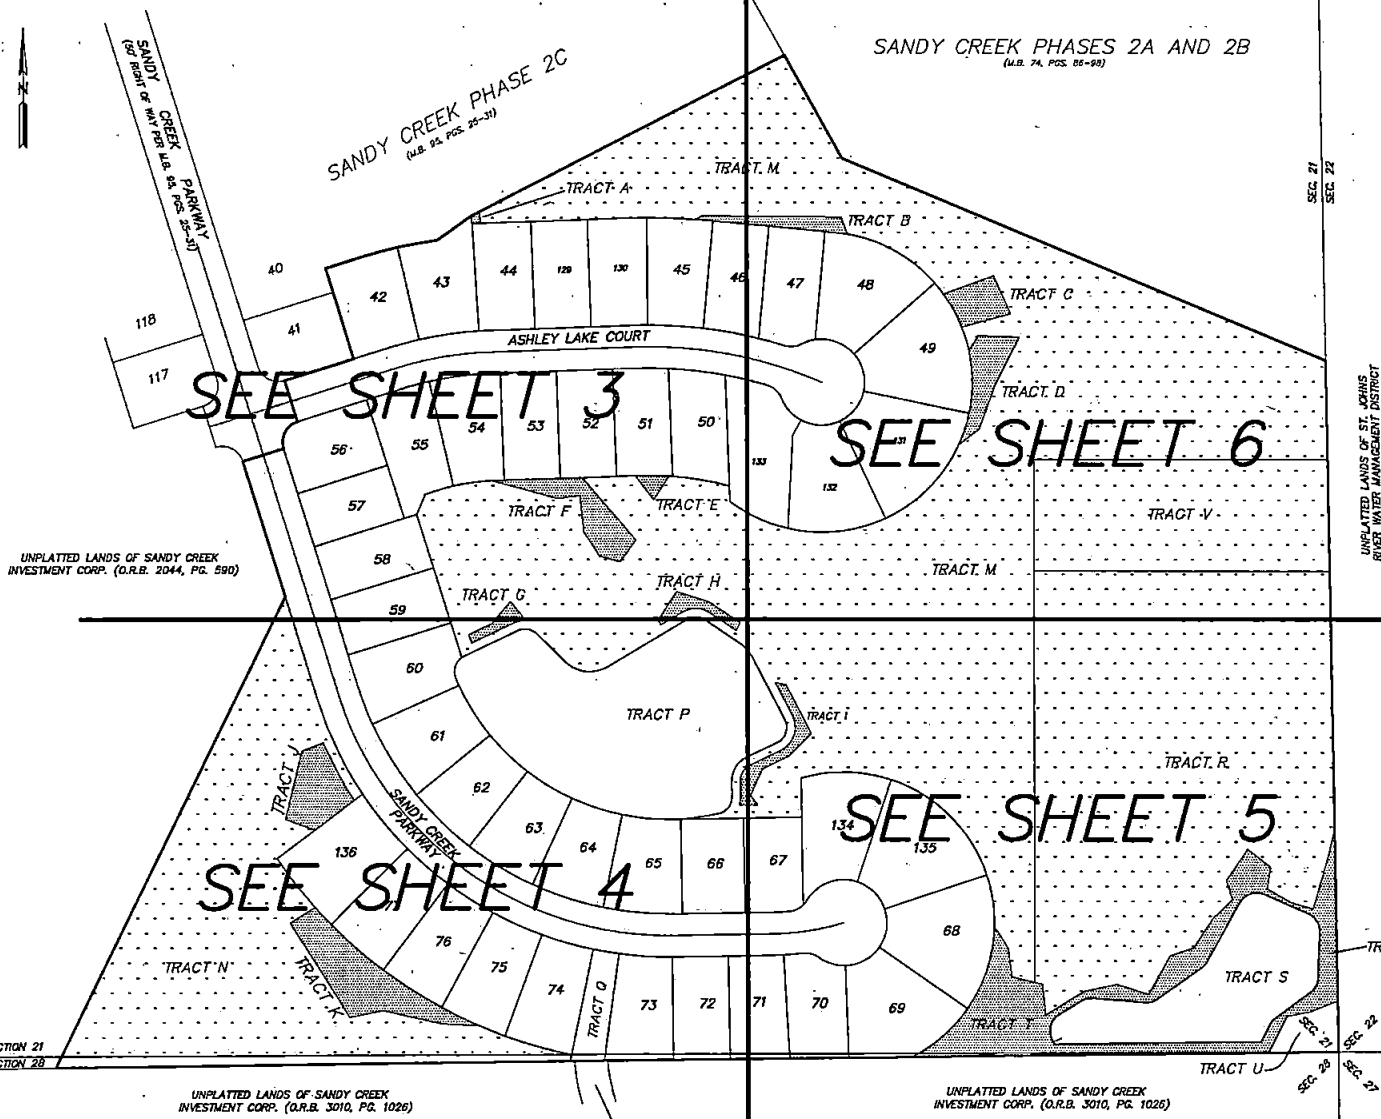 N
SANDY CREEK PARKWAY
(50' RIGHT OF WAY PER M.B. 95, PGS. 25-31)
SANDY CREEK PHASE 2C
(M.B. 95, PGS. 25-31)
SANDY CREEK PHASES 2A AND 2B
(M.B. 74, PGS. 86-98)
SEC. 21
SEC. 22
TRACT M
TRACT A
TRACT B
40
41
42
43
44
129
130
45
46
47
48
TRACT C
118
117
ASHLEY LAKE COURT
49
TRACT D
UNPLATTED LANDS OF ST. JOHNS
RIVER WATER MANAGEMENT DISTRICT
SEE SHEET 3
SEE SHEET 6
56
55
54
53
52
51
50
133
132
131
57
TRACT F
TRACT E
TRACT V
UNPLATTED LANDS OF SANDY CREEK
INVESTMENT CORP. (O.R.B. 2044, PG. 590)
58
TRACT M
TRACT G
TRACT H
59
60
61
TRACT P
TRACT I
TRACT J
62
TRACT R
SANDY CREEK
PARKWAY
63
64
65
66
67
134
135
136
SEE SHEET 4
SEE SHEET 5
76
75
74
TRACT Q
73
72
71
70
69
68
TRACT N
TRACT K
TRACT T
TRACT S
TRACT U
SEC. 21
SEC. 22
SEC. 28
SEC. 27
CTION 21
CTION 28
UNPLATTED LANDS OF SANDY CREEK
INVESTMENT CORP. (O.R.B. 3010, PG. 1026)
UNPLATTED LANDS OF SANDY CREEK
INVESTMENT CORP. (O.R.B. 3010, PG. 1026)